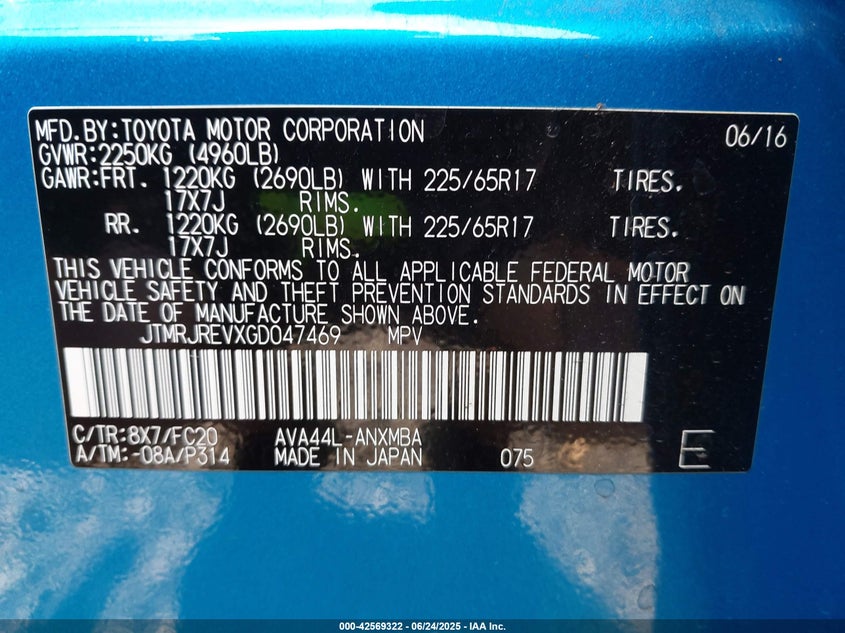 MFD.BY:TOYOTA MOTOR CORPORATION 06/16
GVWR:2250KG (4960LB)
GAWR:FRT. 1220KG (2690LB) WITH 225/65R17 TIRES.
17X7J RIMS.
RR. 1220KG (2690LB) WITH 225/65R17 TIRES.
17X7J RIMS.
THIS VEHICLE CONFORMS TO ALL APPLICABLE FEDERAL MOTOR
VEHICLE SAFETY AND THEFT PREVENTION STANDARDS IN EFFECT ON
THE DATE OF MANUFACTURE SHOWN ABOVE.
JTMRJREVXGD047469 MPV
C/TR:8X7/FC20 AVA44L-ANXMBA
A/TM:-08A/P314 MADE IN JAPAN 075 E
000-42569322 - 06/24/2025 - IAA Inc.